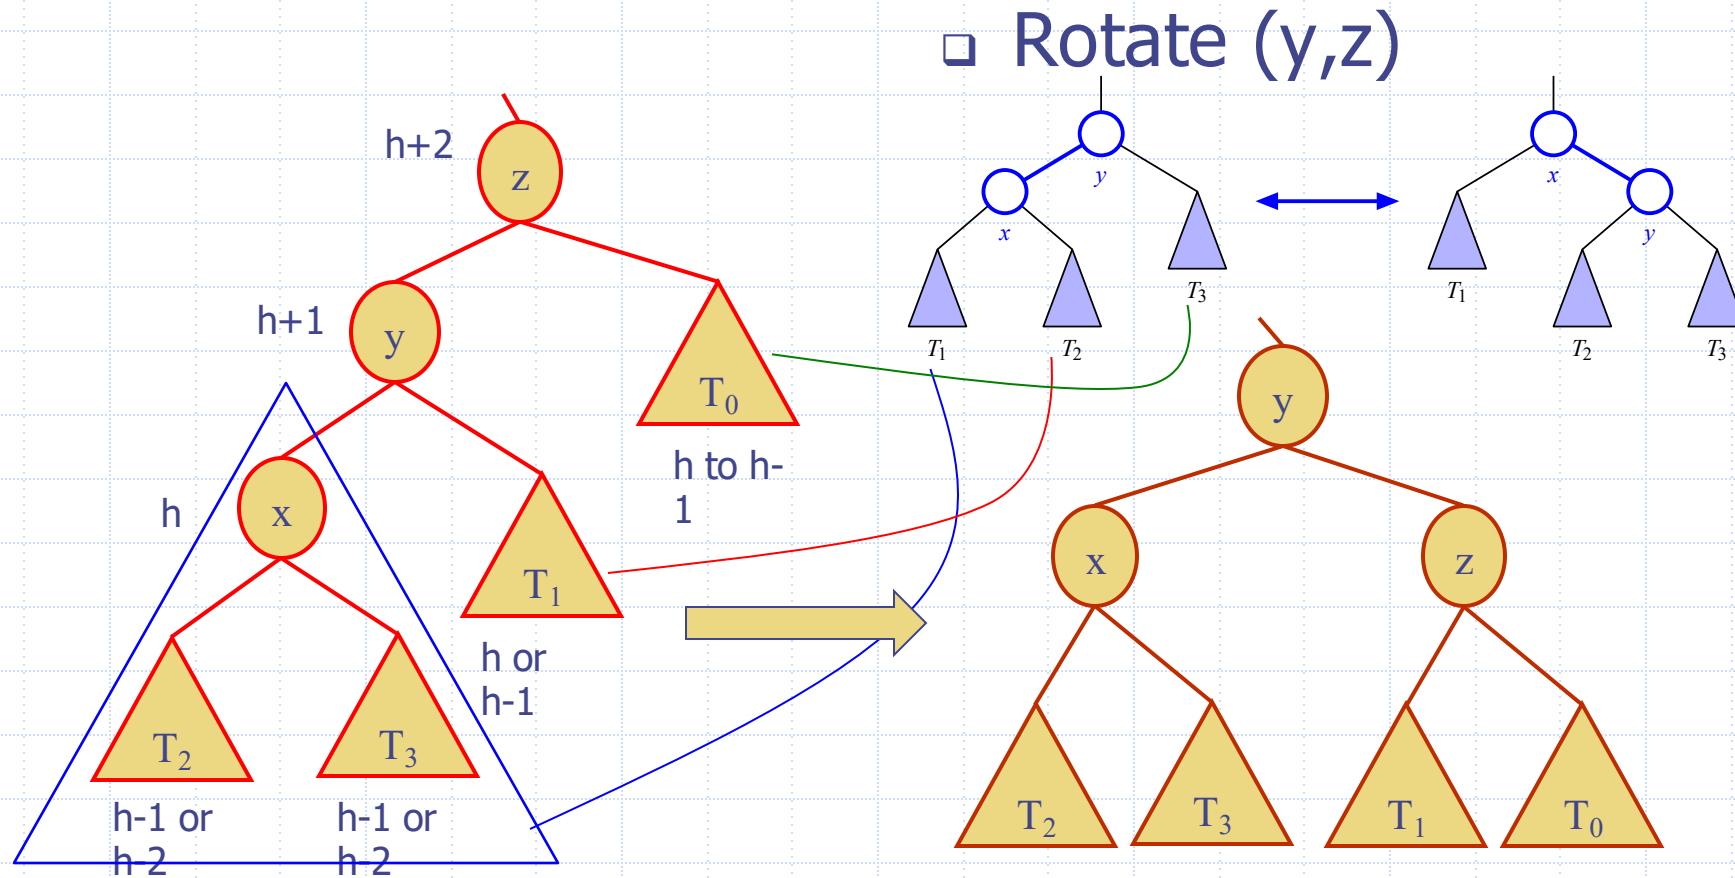 ❑ Rotate (y,z)
h+2
z
h+1
y
T0
h to h-
1
h
x
T1
h or
h-1
T2
T3
h-1 or
h-2
h-1 or
h-2
y
x
T1
T2
T3
x
y
T1
T2
T3
y
x
z
T2
T3
T1
T0